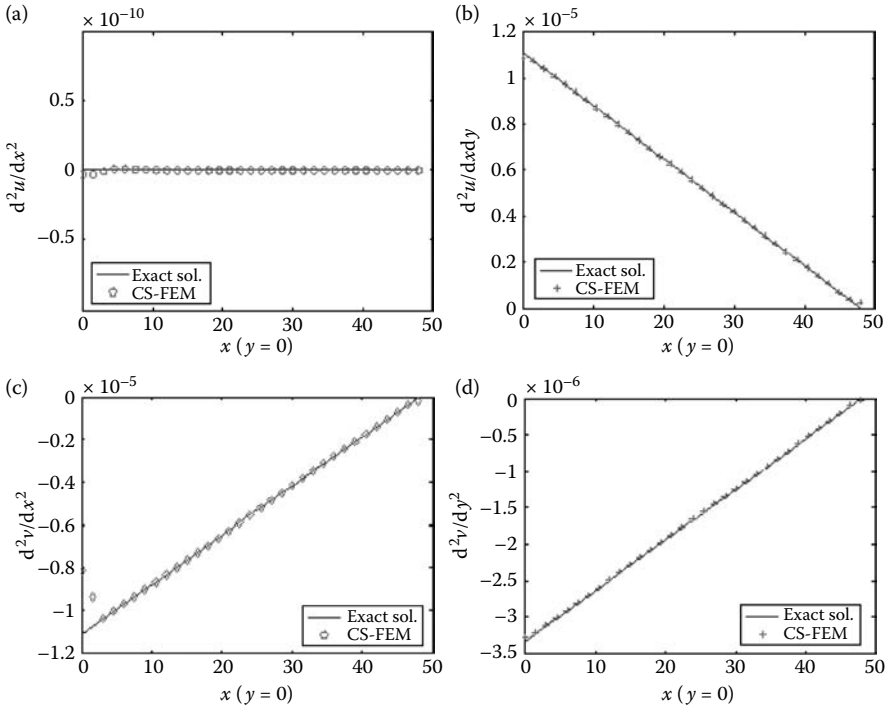 (a)
× 10⁻¹⁰
0.5
0
−0.5
d²u/dx²
Exact sol.
CS-FEM
0 10 20 30 40 50
x (y = 0)
(b)
× 10⁻⁵
1.2
1
0.8
0.6
0.4
0.2
0
d²u/dxdy
Exact sol.
CS-FEM
0 10 20 30 40 50
x (y = 0)
(c)
× 10⁻⁵
0
−0.2
−0.4
−0.6
−0.8
−1
−1.2
d²v/dx²
Exact sol.
CS-FEM
0 10 20 30 40 50
x (y = 0)
(d)
× 10⁻⁶
0
−0.5
−1
−1.5
−2
−2.5
−3
−3.5
d²v/dy²
Exact sol.
CS-FEM
0 10 20 30 40 50
x (y = 0)